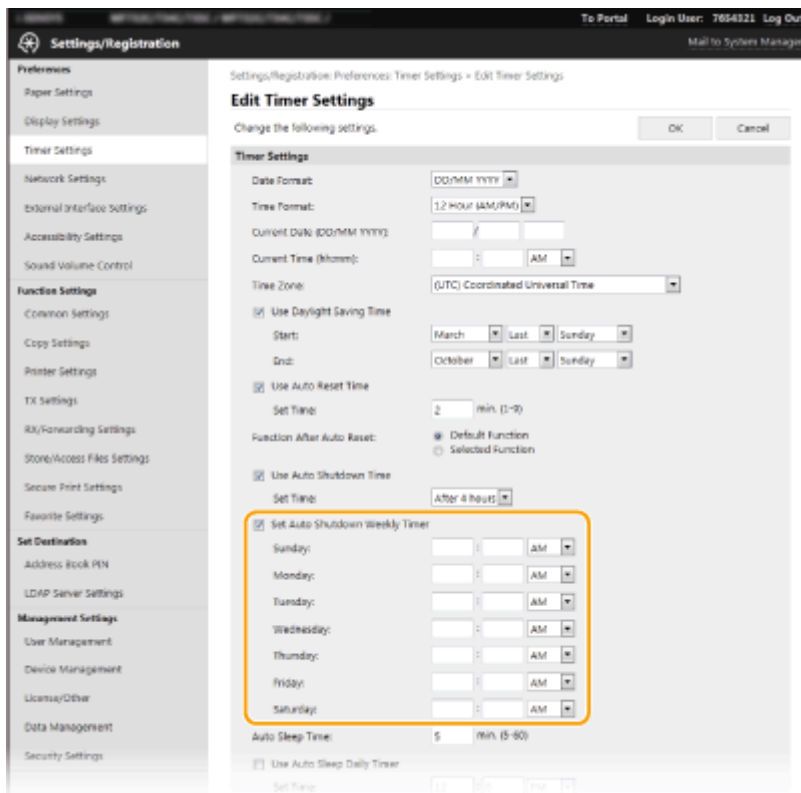 To Portal Login User: 7654321 Log Out
Settings/Registration
Mail to System Manager
Preferences
Paper Settings
Display Settings
Timer Settings
Network Settings
External Interface Settings
Accessibility Settings
Sound Volume Control
Function Settings
Common Settings
Copy Settings
Printer Settings
TX Settings
RX/Forwarding Settings
Store/Access Files Settings
Secure Print Settings
Favorite Settings
Set Destination
Address Book PIN
LDAP Server Settings
Management Settings
User Management
Device Management
License/Other
Data Management
Security Settings
Settings/Registration: Preferences: Timer Settings > Edit Timer Settings
Edit Timer Settings
Change the following settings.
OK Cancel
Timer Settings
Date Format: DD/MM YYYY
Time Format: 12 Hour (AM/PM)
Current Date (DD/MM YYYY): /
Current Time (hh:mm): : AM
Time Zone: (UTC) Coordinated Universal Time
Use Daylight Saving Time
Start: March Last Sunday
End: October Last Sunday
Use Auto Reset Time
Set Time: 2 min. (1-9)
Function After Auto Reset: Default Function
Selected Function
Use Auto Shutdown Time
Set Time: After 4 hours
Set Auto Shutdown Weekly Timer
Sunday: : AM
Monday: : AM
Tuesday: : AM
Wednesday: : AM
Thursday: : AM
Friday: : AM
Saturday: : AM
Auto Sleep Time: 5 min. (5-60)
Use Auto Sleep Daily Timer
Set Time: 12